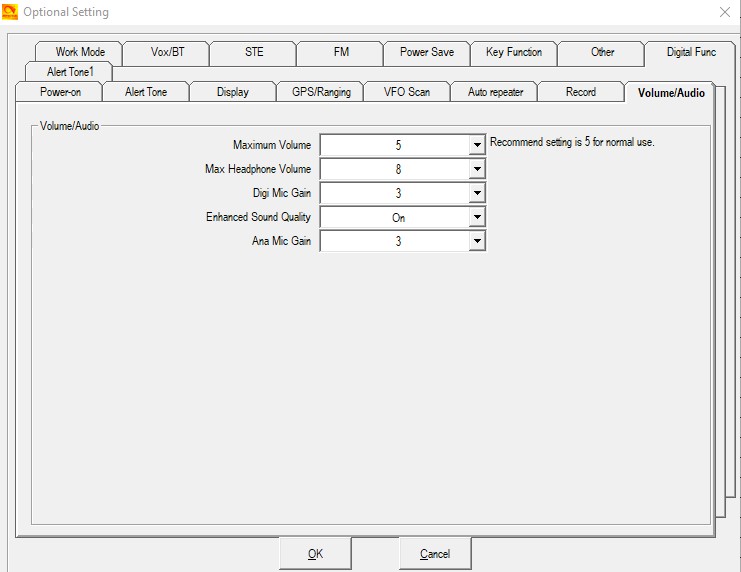 Optional Setting
Work Mode Vox/BT STE FM Power Save Key Function Other Digital Func
Alert Tone1
Power-on Alert Tone Display GPS/Ranging VFO Scan Auto repeater Record Volume/Audio
Volume/Audio
Maximum Volume 5 Recommend setting is 5 for normal use.
Max Headphone Volume 8
Digi Mic Gain 3
Enhanced Sound Quality On
Ana Mic Gain 3
OK Cancel